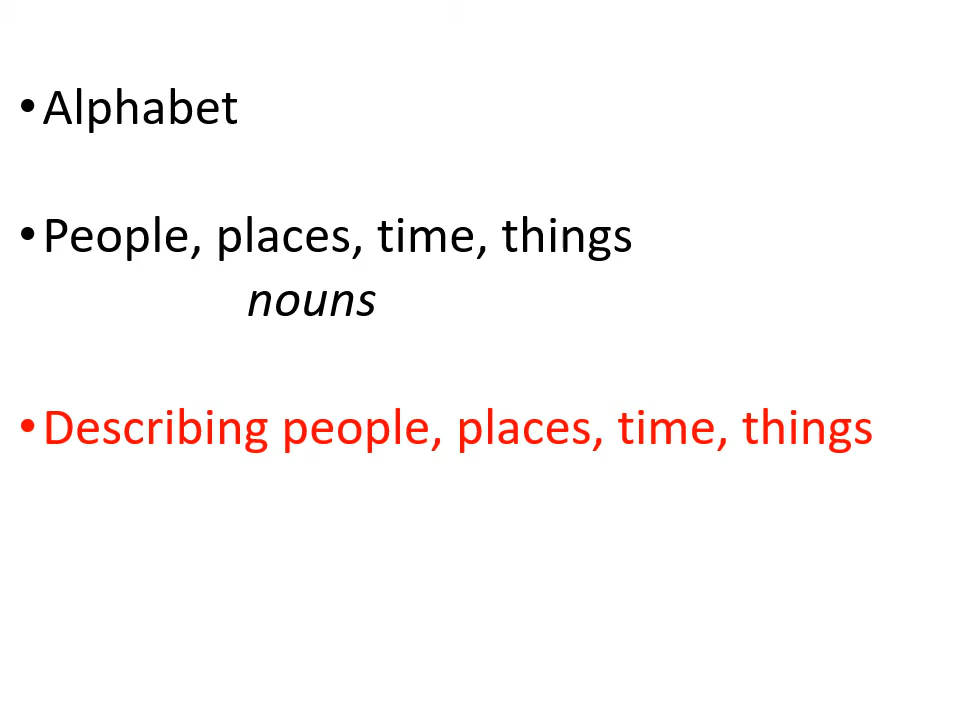 •Alphabet
•People, places, time, things
nouns
•Describing people, places, time, things